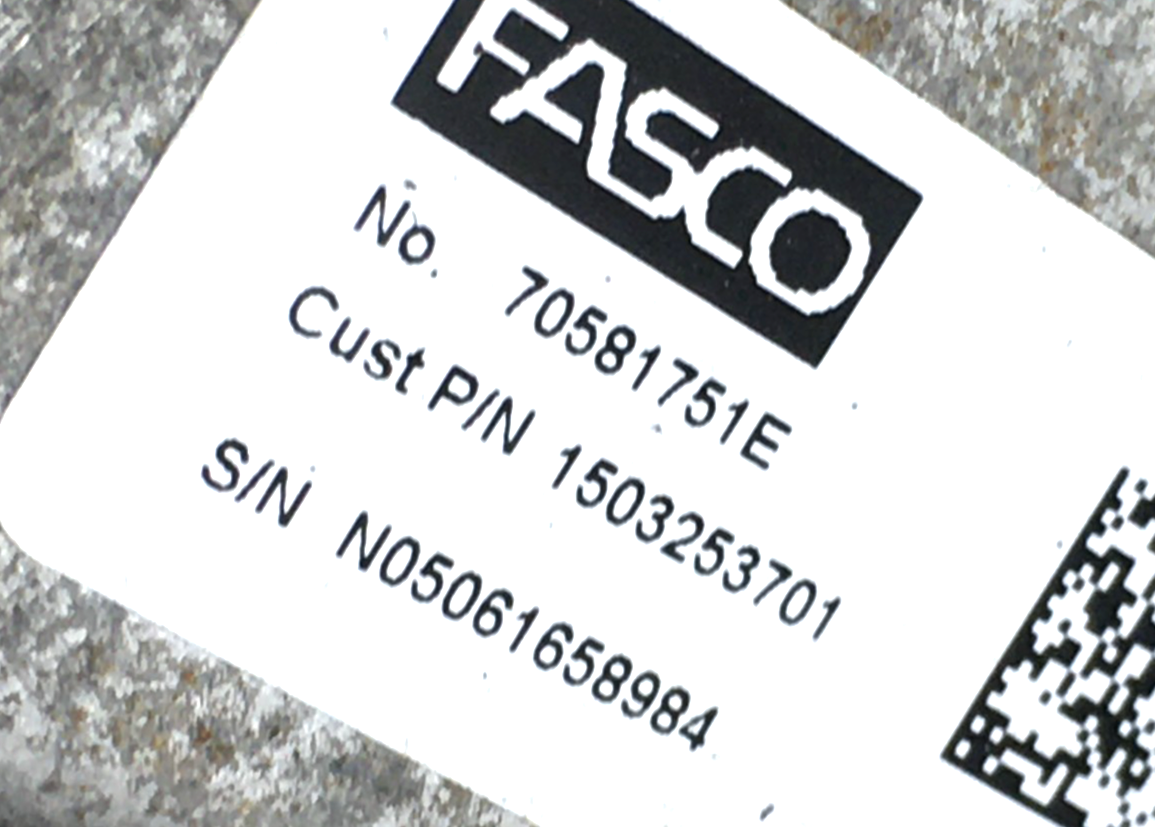 FASCO
No. 70581751E
Cust P/N 1503253701
S/N N05061658984